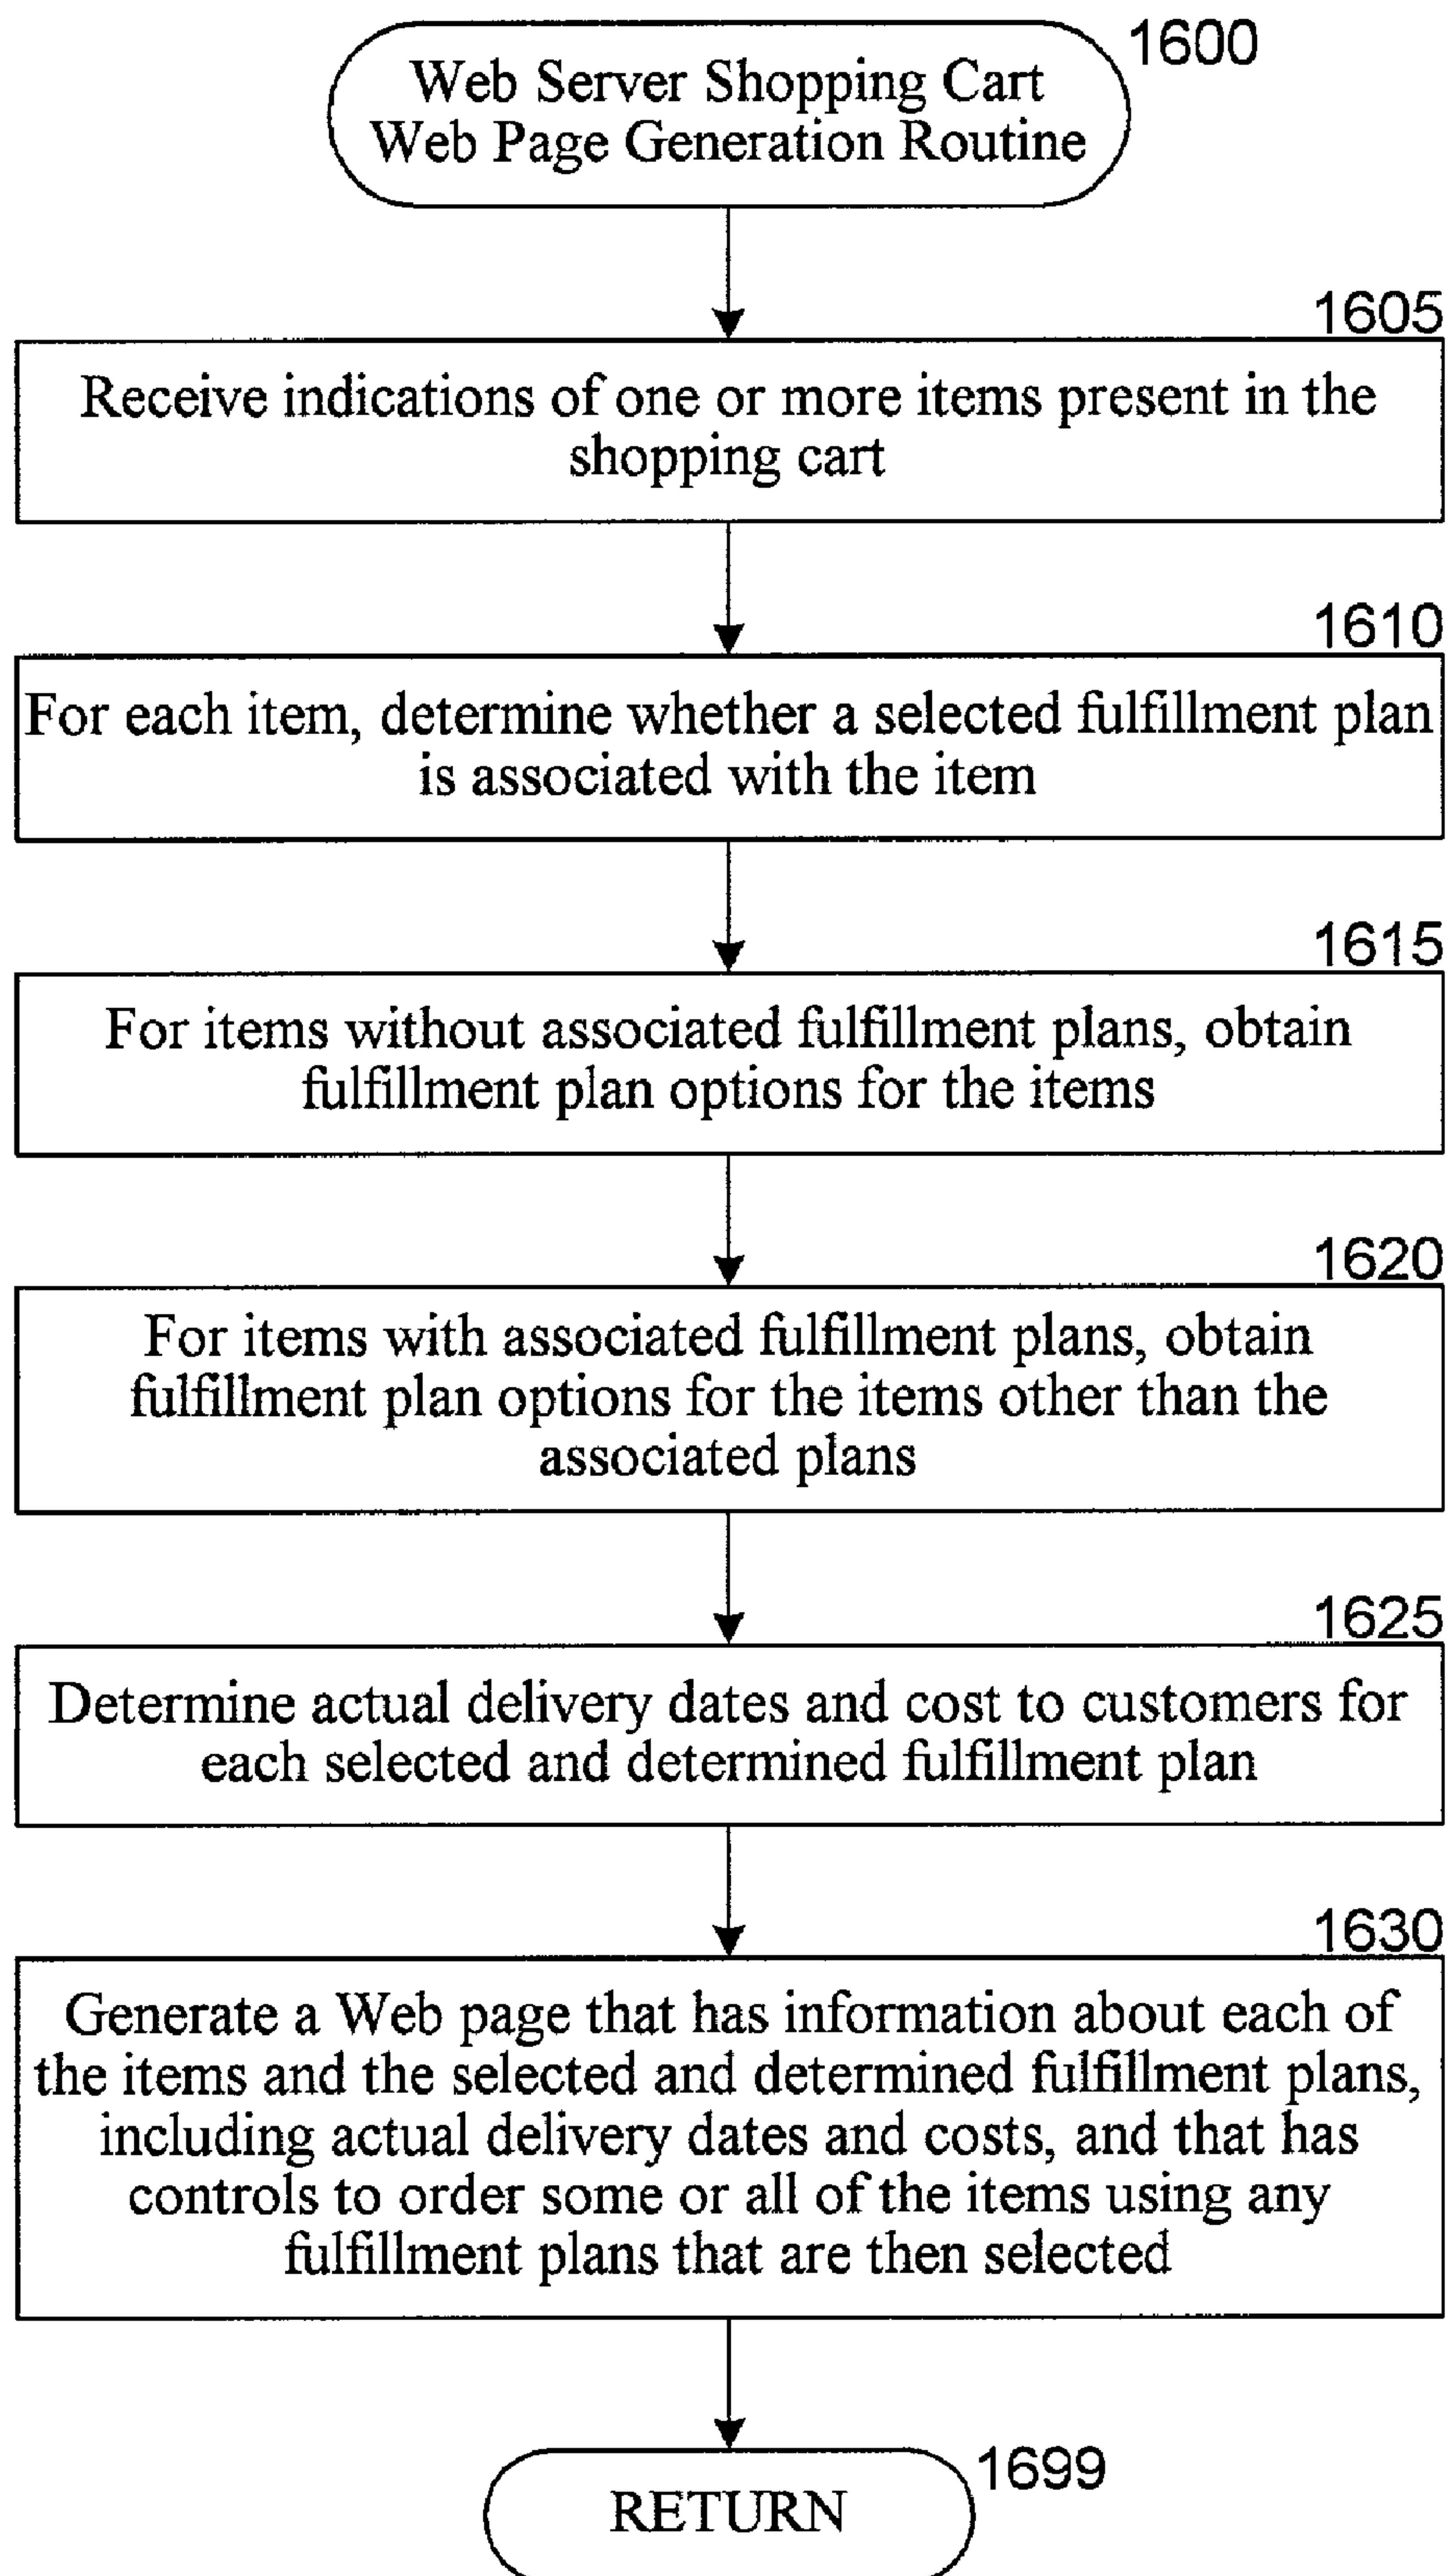 1600
Web Server Shopping Cart
Web Page Generation Routine
1605
Receive indications of one or more items present in the
shopping cart
1610
For each item, determine whether a selected fulfillment plan
is associated with the item
1615
For items without associated fulfillment plans, obtain
fulfillment plan options for the items
1620
For items with associated fulfillment plans, obtain
fulfillment plan options for the items other than the
associated plans
1625
Determine actual delivery dates and cost to customers for
each selected and determined fulfillment plan
1630
Generate a Web page that has information about each of
the items and the selected and determined fulfillment plans,
including actual delivery dates and costs, and that has
controls to order some or all of the items using any
fulfillment plans that are then selected
1699
RETURN